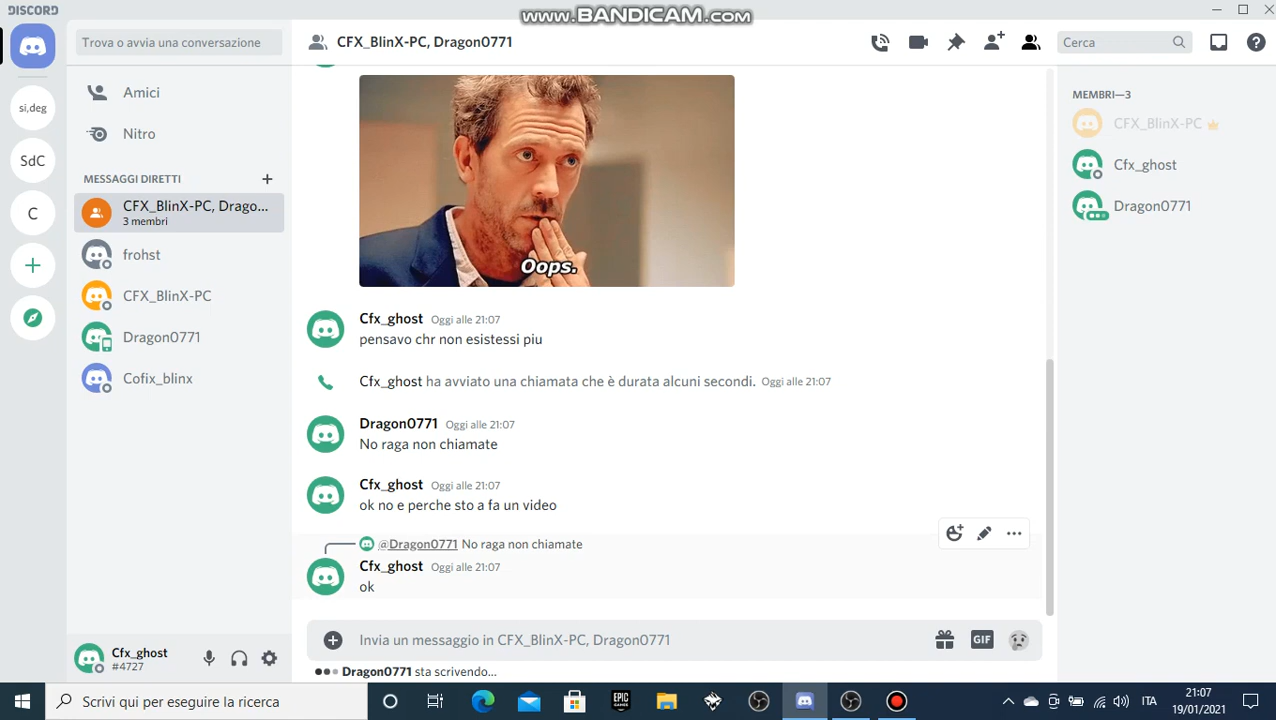 DISCORD
www.BANDICAM.com
Trova o avvia una conversazione
CFX_BlinX-PC, Dragon0771
Cerca
si,deg
SdC
C
Amici
Nitro
MESSAGGI DIRETTI
CFX_BlinX-PC, Drago...
3 membri
frohst
CFX_BlinX-PC
Dragon0771
Cofix_blinx
Oops.
Cfx_ghost Oggi alle 21:07
pensavo chr non esistessi piu
Cfx_ghost ha avviato una chiamata che è durata alcuni secondi. Oggi alle 21:07
Dragon0771 Oggi alle 21:07
No raga non chiamate
Cfx_ghost Oggi alle 21:07
ok no e perche sto a fa un video
@Dragon0771 No raga non chiamate
Cfx_ghost Oggi alle 21:07
ok
Invia un messaggio in CFX_BlinX-PC, Dragon0771
GIF
Dragon0771 sta scrivendo...
MEMBRI—3
CFX_BlinX-PC
Cfx_ghost
Dragon0771
Cfx_ghost
#4727
Scrivi qui per eseguire la ricerca
EPIC
GAMES
ITA
21:07
19/01/2021